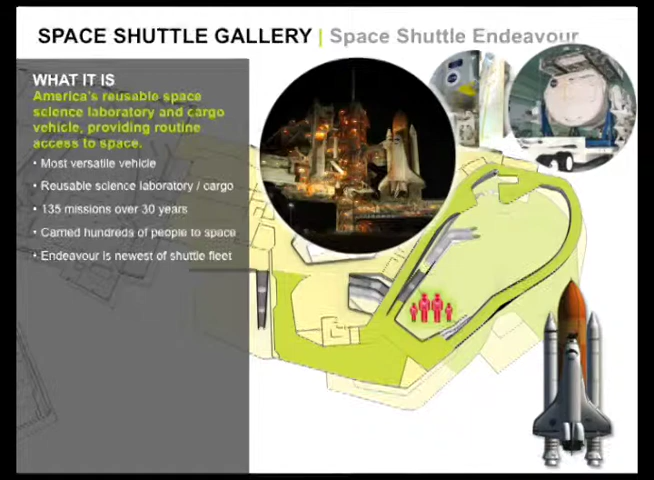 SPACE SHUTTLE GALLERY | Space Shuttle Endeavour
WHAT IT IS
America's reusable space
science laboratory and cargo
vehicle, providing routine
access to space.
• Most versatile vehicle
• Reusable science laboratory / cargo
• 135 missions over 30 years
• Carried hundreds of people to space
• Endeavour is newest of shuttle fleet